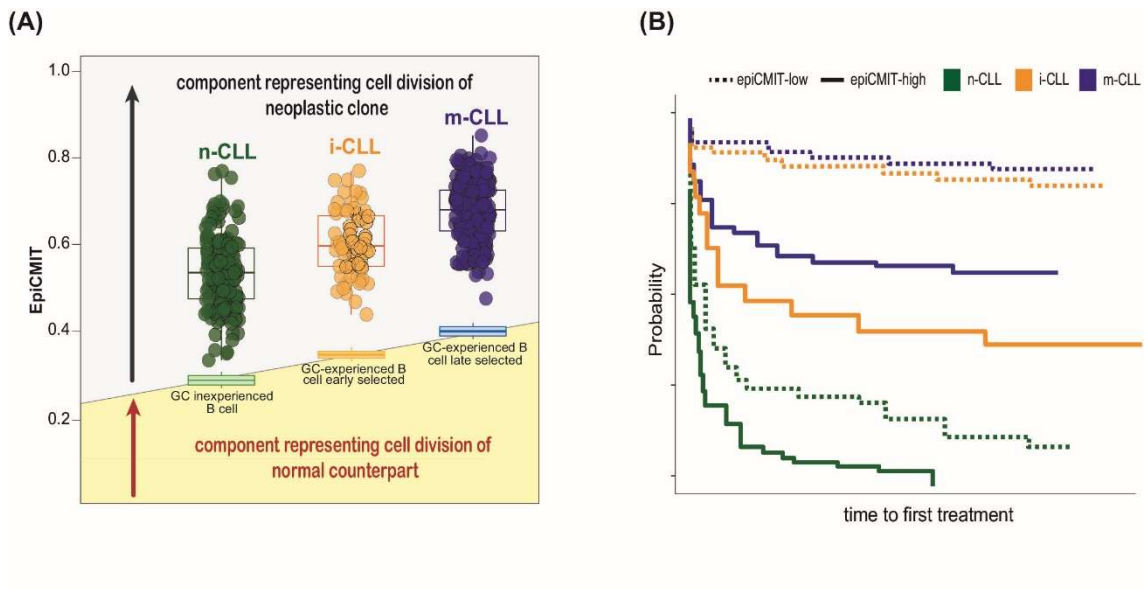 (A)
EpiCMIT
1.0
0.8
0.6
0.4
0.2
component representing cell division of
neoplastic clone
n-CLL
i-CLL
m-CLL
GC inexperienced
B cell
GC-experienced B
cell early selected
GC-experienced B
cell late selected
component representing cell division of
normal counterpart
(B)
epiCMIT-low
epiCMIT-high
n-CLL
i-CLL
m-CLL
Probability
time to first treatment